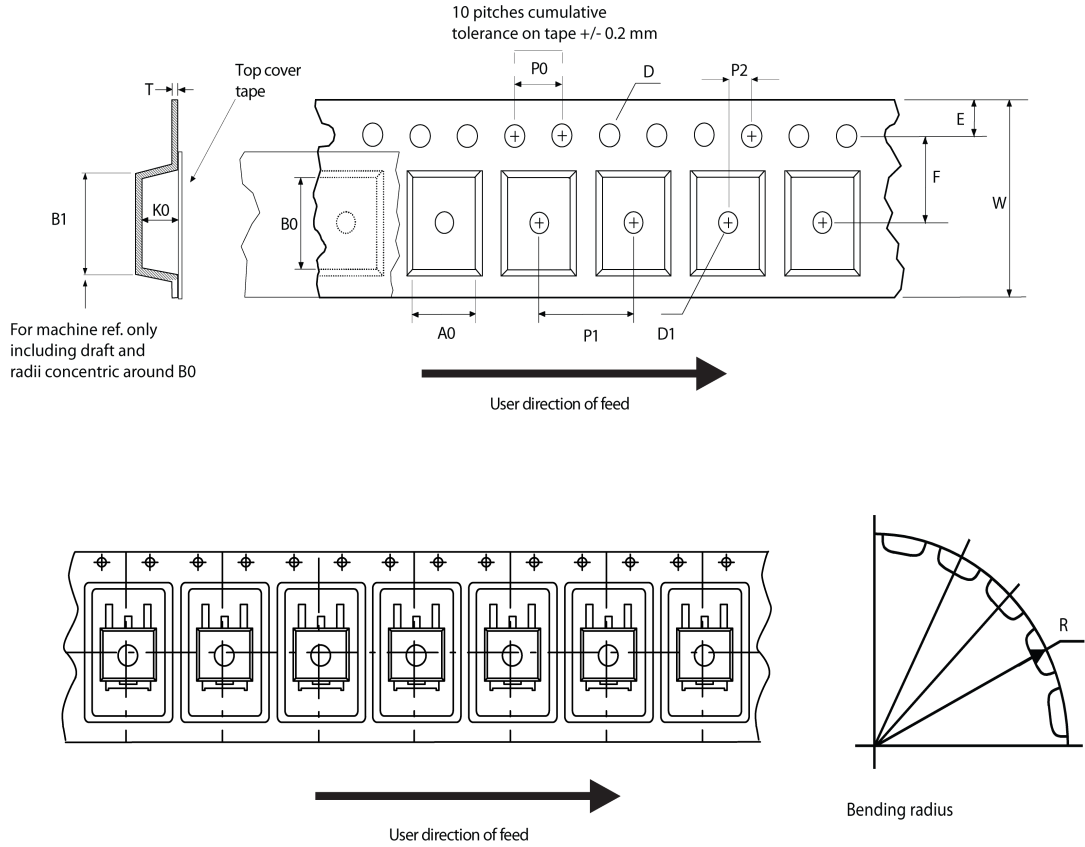 10 pitches cumulative
tolerance on tape +/- 0.2 mm
P0
D
P2
Top cover
tape
T
E
F
W
K0
B1
B0
For machine ref. only
including draft and
radii concentric around B0
A0
P1
D1
User direction of feed
R
Bending radius
User direction of feed